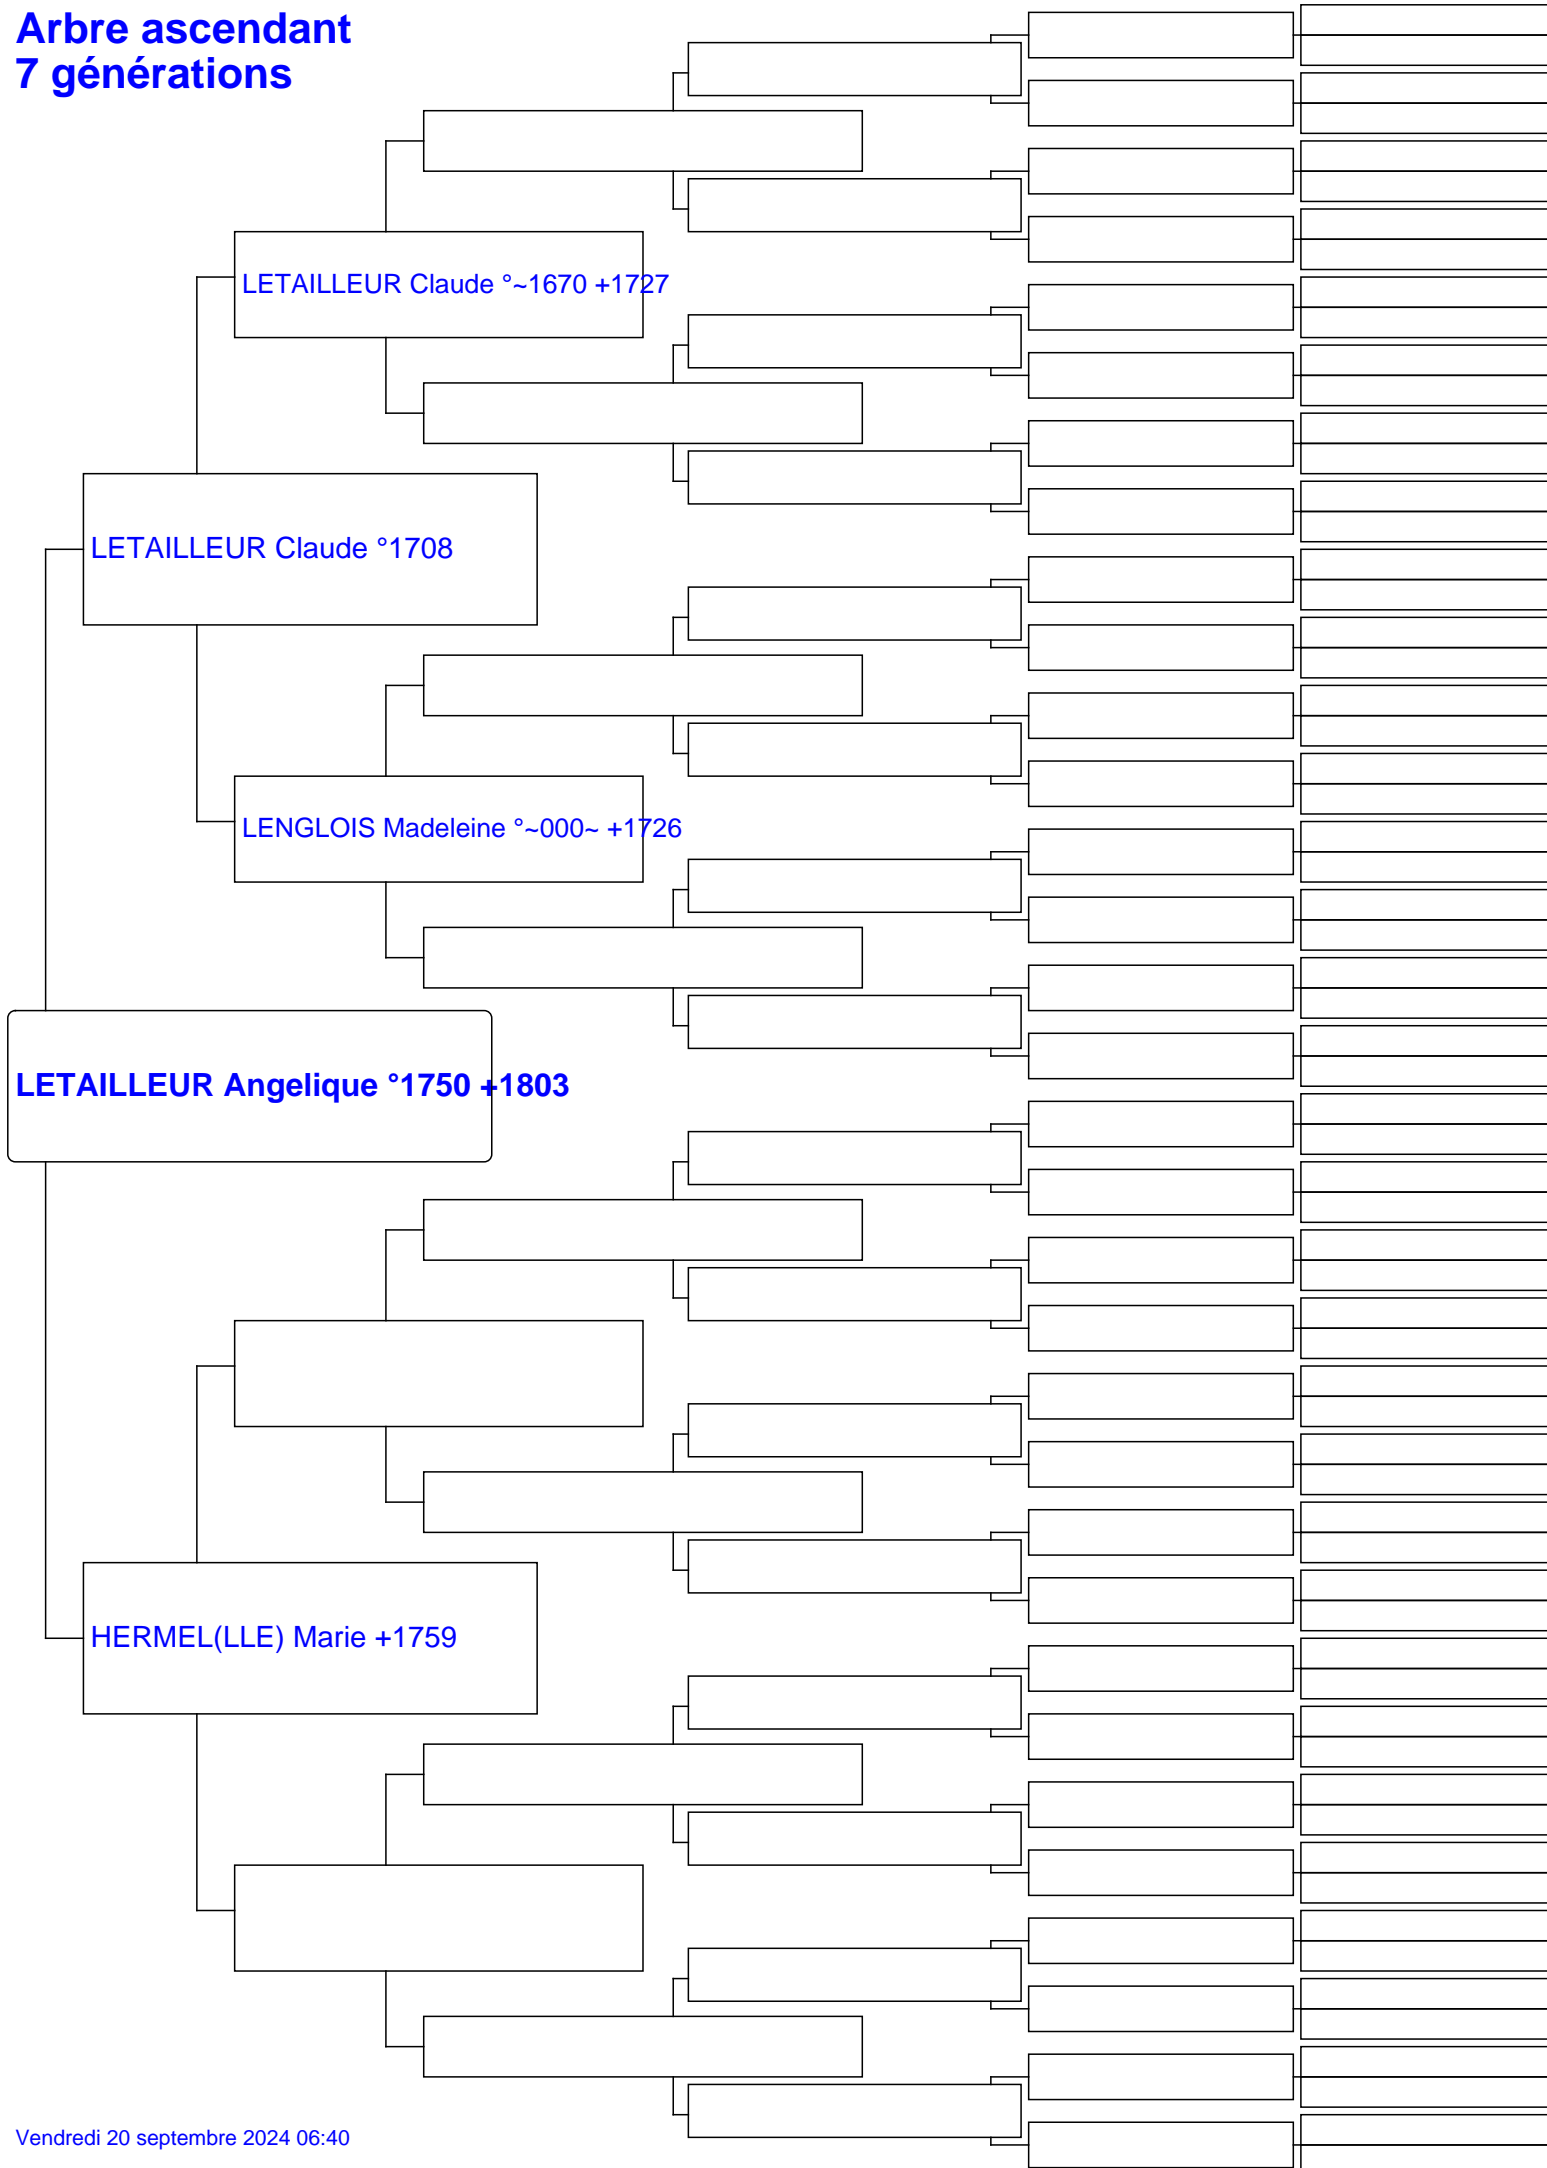 Arbre ascendant
7 générations
LETAILLEUR Claude °~1670 +1727
LETAILLEUR Claude °1708
LENGLOIS Madeleine °~000~ +1726
LETAILLEUR Angelique °1750 +1803
HERMEL(LLE) Marie +1759
Vendredi 20 septembre 2024 06:40